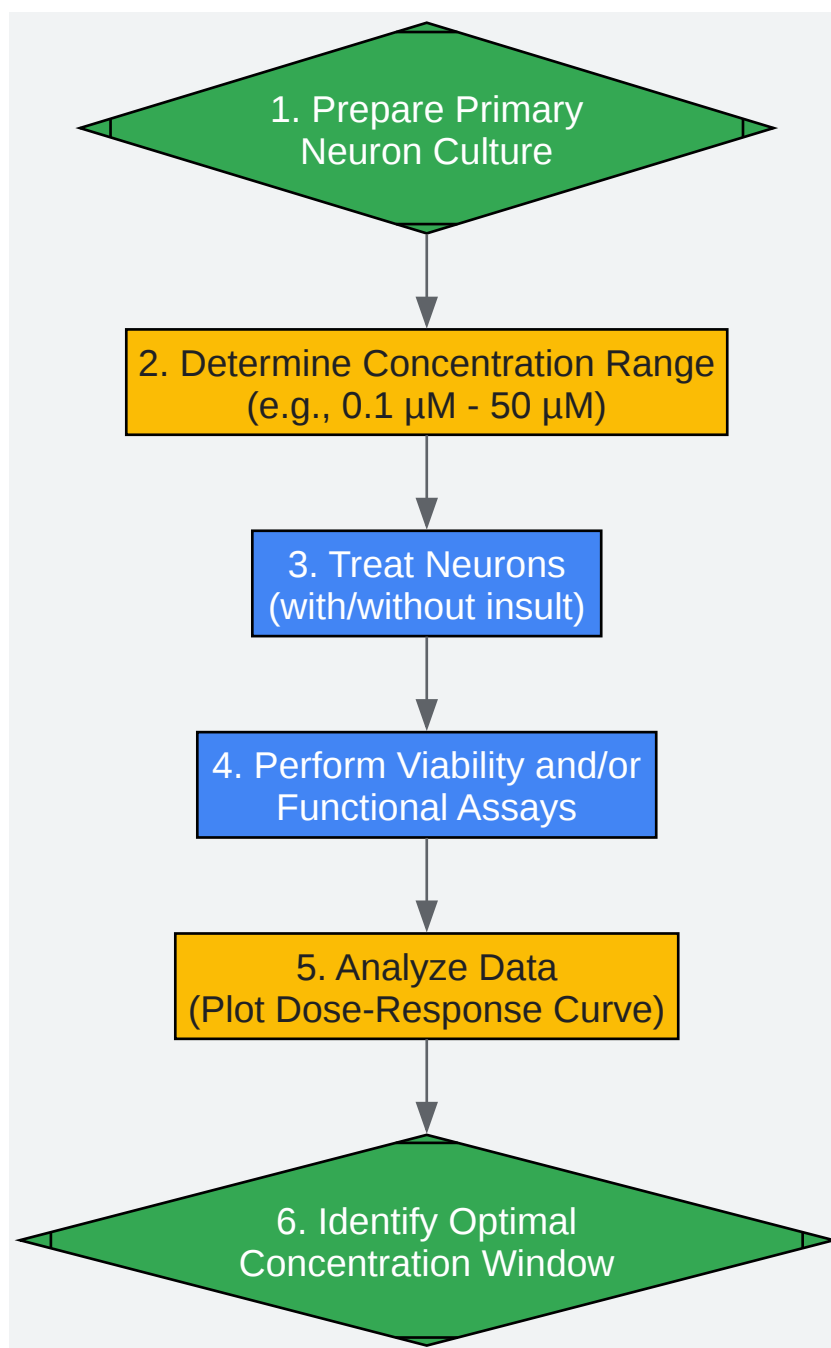 1. Prepare Primary
Neuron Culture
2. Determine Concentration Range
(e.g., 0.1 µM - 50 µM)
3. Treat Neurons
(with/without insult)
4. Perform Viability and/or
Functional Assays
5. Analyze Data
(Plot Dose-Response Curve)
6. Identify Optimal
Concentration Window